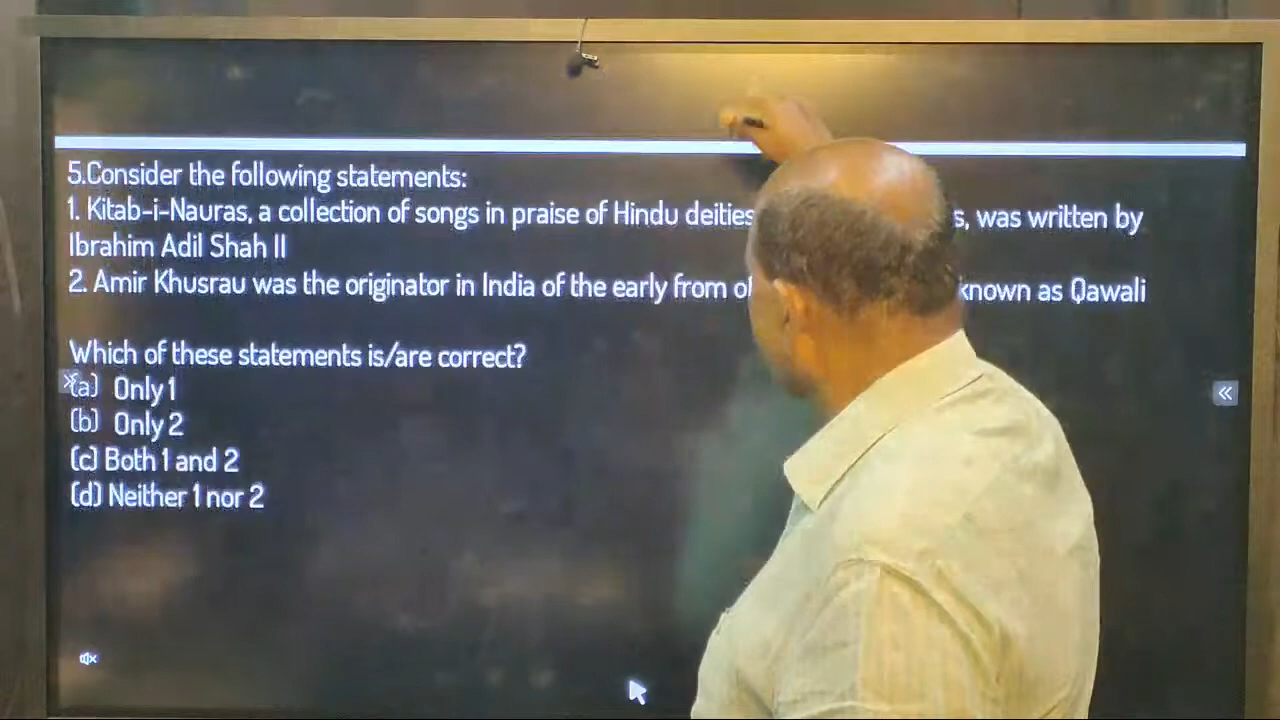 5.Consider the following statements:
1. Kitab-i-Nauras, a collection of songs in praise of Hindu deities s, was written by
Ibrahim Adil Shah II
2. Amir Khusrau was the originator in India of the early from of known as Qawali
Which of these statements is/are correct?
(a) Only 1
(b) Only 2
(c) Both 1 and 2
(d) Neither 1 nor 2